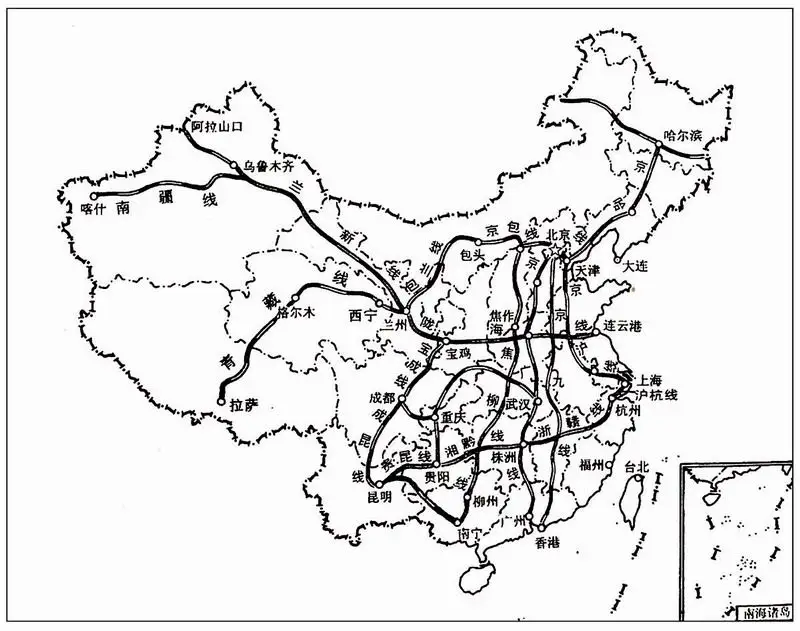 哈尔滨
阿拉山口
乌鲁木齐
喀什
南疆线
兰新线
京哈线
京包线
北京
包兰线
包头
天津
大连
格尔木
西宁
兰州
青藏线
拉萨
陇海线
宝鸡
焦作
连云港
宝成线
成都
重庆
武汉
焦柳线
京九线
京沪线
上海
沪杭线
杭州
浙赣线
成昆线
贵昆线
湘黔线
贵阳
株洲
昆明
柳州
南宁
广州
香港
福州
台北
南海诸岛